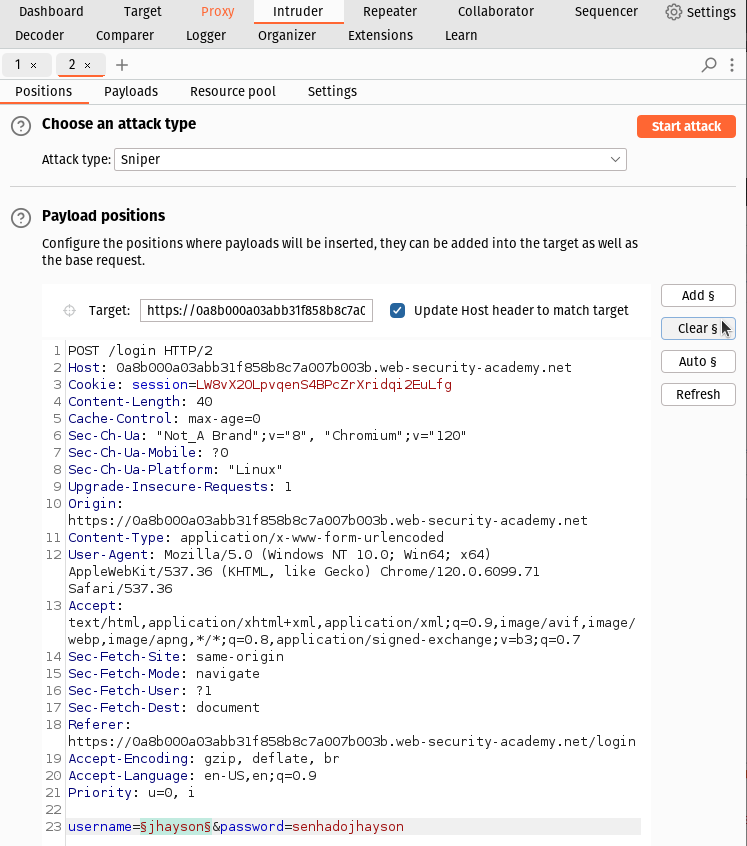 Dashboard Target Proxy Intruder Repeater Collaborator Sequencer Settings
Decoder Comparer Logger Organizer Extensions Learn
1 × 2 × +
Positions Payloads Resource pool Settings
? Choose an attack type Start attack
Attack type: Sniper
? Payload positions
Configure the positions where payloads will be inserted, they can be added into the target as well as
the base request.
Add §
Target: https://0a8b000a03abb31f858b8c7a0 Update Host header to match target
Clear §
Auto §
Refresh
1 POST /login HTTP/2
2 Host: 0a8b000a03abb31f858b8c7a007b003b.web-security-academy.net
3 Cookie: session=LW8vX2OLpvqenS4BPcZrXridqi2EuLfg
4 Content-Length: 40
5 Cache-Control: max-age=0
6 Sec-Ch-Ua: "Not_A Brand";v="8", "Chromium";v="120"
7 Sec-Ch-Ua-Mobile: ?0
8 Sec-Ch-Ua-Platform: "Linux"
9 Upgrade-Insecure-Requests: 1
10 Origin:
https://0a8b000a03abb31f858b8c7a007b003b.web-security-academy.net
11 Content-Type: application/x-www-form-urlencoded
12 User-Agent: Mozilla/5.0 (Windows NT 10.0; Win64; x64)
AppleWebKit/537.36 (KHTML, like Gecko) Chrome/120.0.6099.71
Safari/537.36
13 Accept:
text/html,application/xhtml+xml,application/xml;q=0.9,image/avif,image/
webp,image/apng,*/*;q=0.8,application/signed-exchange;v=b3;q=0.7
14 Sec-Fetch-Site: same-origin
15 Sec-Fetch-Mode: navigate
16 Sec-Fetch-User: ?1
17 Sec-Fetch-Dest: document
18 Referer:
https://0a8b000a03abb31f858b8c7a007b003b.web-security-academy.net/login
19 Accept-Encoding: gzip, deflate, br
20 Accept-Language: en-US,en;q=0.9
21 Priority: u=0, i
22
23 username=§jhayson§&password=senhadojhayson